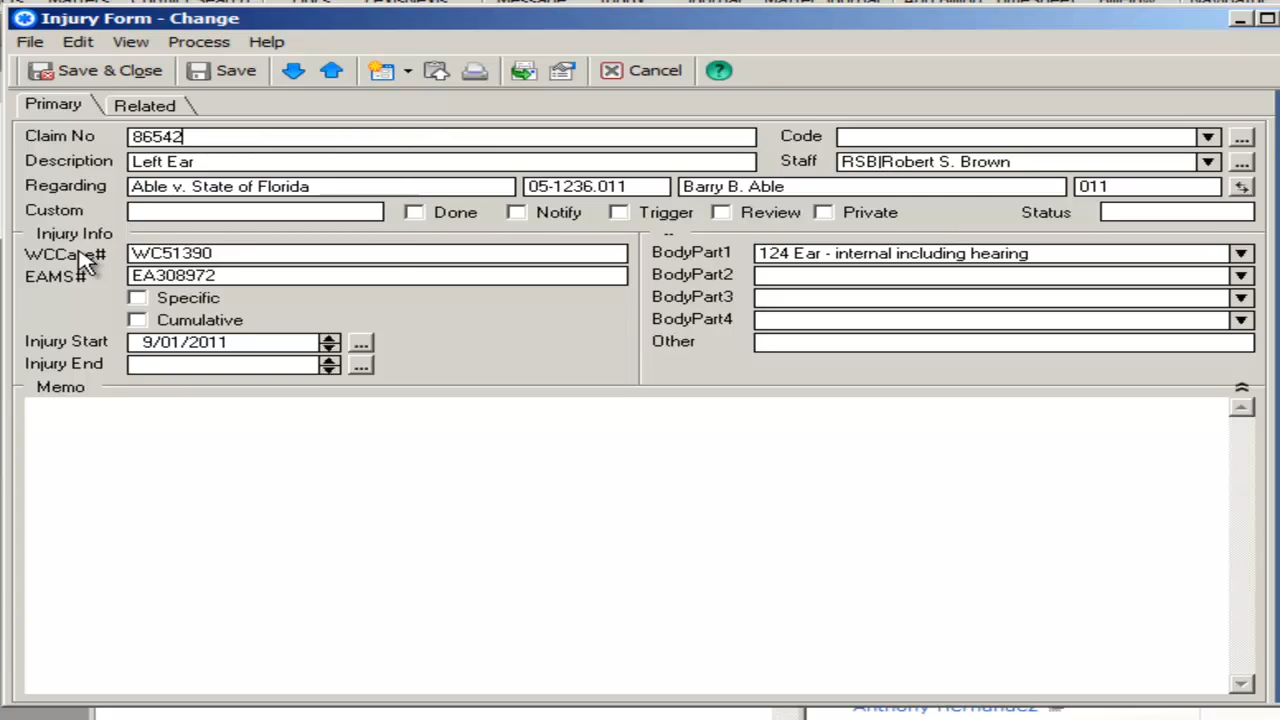 Injury Form - Change
File Edit View Process Help
Save & Close Save Cancel ?
Primary Related
Claim No 86542 Code
Description Left Ear Staff RSB|Robert S. Brown
Regarding Able v. State of Florida 05-1236.011 Barry B. Able 011
Custom Done Notify Trigger Review Private Status
Injury Info --
WCCase# WC51390 BodyPart1 124 Ear - internal including hearing
EAMS# EA308972 BodyPart2
Specific BodyPart3
Cumulative BodyPart4
Injury Start 9/01/2011 ... Other
Injury End ...
Memo
Anthony Hernandez